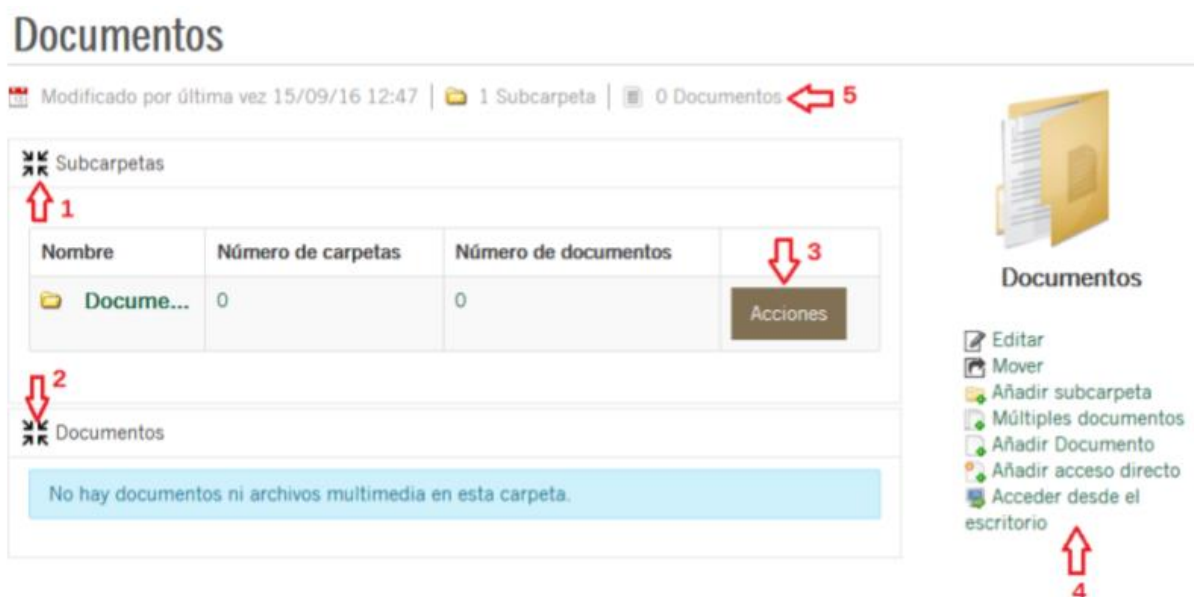 Documentos
Modificado por última vez 15/09/16 12:47 | 1 Subcarpeta | 0 Documentos 5
Subcarpetas
1
Nombre Número de carpetas Número de documentos 3
Docume... 0 0 Acciones
2
Documentos
No hay documentos ni archivos multimedia en esta carpeta.
Documentos
Editar
Mover
Añadir subcarpeta
Múltiples documentos
Añadir Documento
Añadir acceso directo
Acceder desde el
escritorio
4